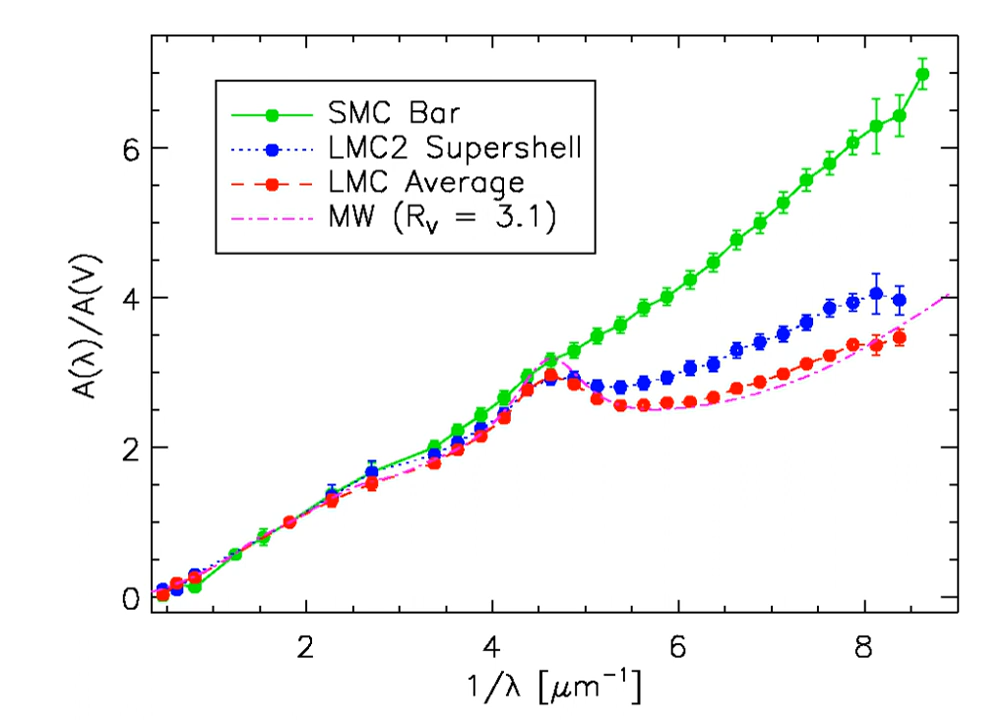 SMC Bar
LMC2 Supershell
LMC Average
MW (Rᵥ = 3.1)
A(λ)/A(V)
6
4
2
0
2 4 6 8
1/λ [μm⁻¹]